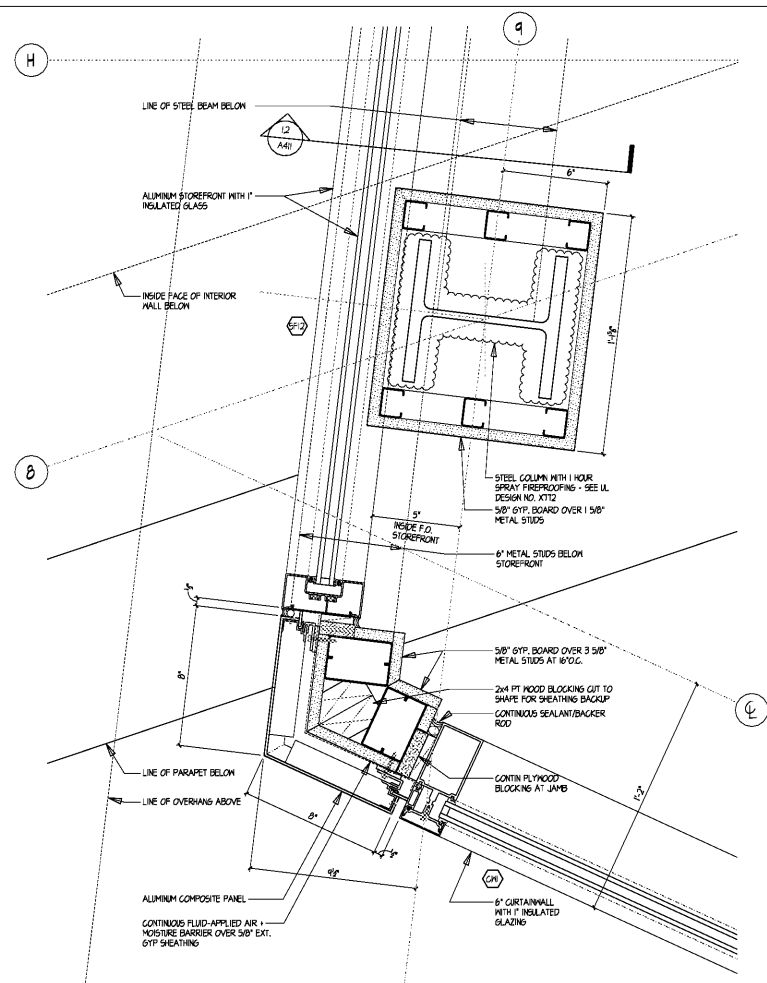 9
H
LINE OF STEEL BEAM BELOW
1.2
A411
6"
ALUMINUM STOREFRONT WITH 1"
INSULATED GLASS
INSIDE FACE OF INTERIOR
WALL BELOW
SF12
8
STEEL COLUMN WITH 1 HOUR
SPRAY FIREPROOFING - SEE UL
DESIGN NO. X772
5/8" GYP. BOARD OVER 1 5/8"
METAL STUDS
5"
INSIDE F.O.
STOREFRONT
6" METAL STUDS BELOW
STOREFRONT
8"
5/8" GYP. BOARD OVER 3 5/8"
METAL STUDS AT 16"O.C.
2x4 PT WOOD BLOCKING CUT TO
SHAPE FOR SHEATHING BACKUP
CONTINUOUS SEALANT/BACKER
ROD
CL
LINE OF PARAPET BELOW
CONTIN PLYWOOD
BLOCKING AT JAMB
1'-2"
LINE OF OVERHANG ABOVE
8"
1/2"
9 1/2"
CW1
ALUMINUM COMPOSITE PANEL
6" CURTAINWALL
WITH 1" INSULATED
GLAZING
CONTINUOUS FLUID-APPLIED AIR +
MOISTURE BARRIER OVER 5/8" EXT.
GYP SHEATHING